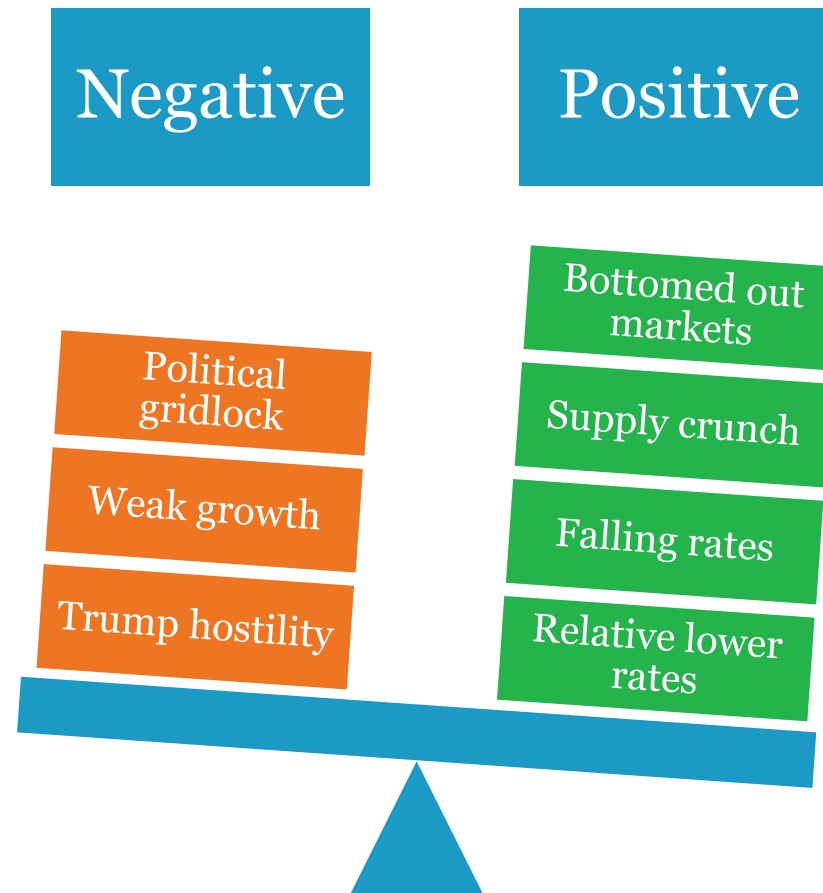 Negative
Positive
Political
gridlock
Weak growth
Trump hostility
Bottomed out
markets
Supply crunch
Falling rates
Relative lower
rates